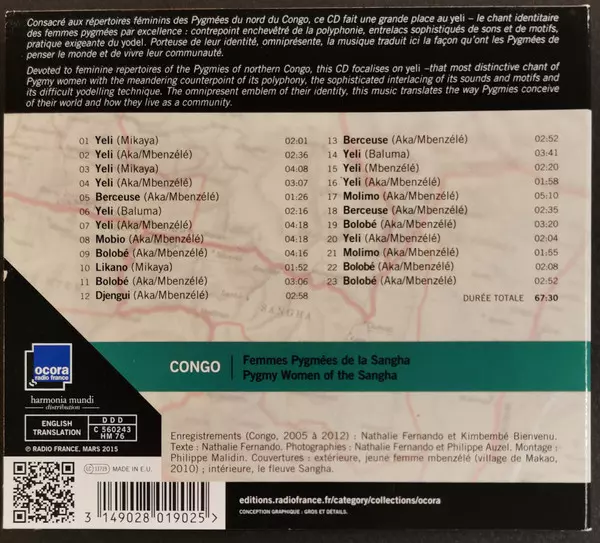 Consacré aux répertoires féminins des Pygmées du nord du Congo, ce CD fait une grande place au yeli - le chant identitaire
des femmes pygmées par excellence : contrepoint enchevêtré de la polyphonie, entrelacs sophistiqués de sons et de motifs,
pratique exigeante du yodel. Porteuse de leur identité, omniprésente, la musique traduit ici la façon qu'ont les Pygmées de
penser le monde et de vivre leur communauté.
Devoted to feminine repertoires of the Pygmies of northern Congo, this CD focalises on yeli –that most distinctive chant of
Pygmy women with the meandering counterpoint of its polyphony, the sophisticated interlacing of its sounds and motifs and
its difficult yodelling technique. The omnipresent emblem of their identity, this music translates the way Pygmies conceive
of their world and how they live as a community.
01 Yeli (Mikaya) 02:01
02 Yeli (Aka/Mbenzélé) 02:36
03 Yeli (Mikaya) 04:08
04 Yeli (Aka/Mbenzélé) 03:07
05 Berceuse (Aka/Mbenzélé) 01:26
06 Yeli (Baluma) 02:16
07 Yeli (Aka/Mbenzélé) 04:18
08 Mobio (Aka/Mbenzélé) 04:18
09 Bolobé (Aka/Mbenzélé) 04:30
10 Likano (Mikaya) 01:52
11 Bolobé (Aka/Mbenzélé) 03:06
12 Djengui (Aka/Mbenzélé) 02:58
13 Berceuse (Aka/Mbenzélé) 02:52
14 Yeli (Baluma) 03:41
15 Yeli (Mbenzélé) 02:20
16 Yeli (Aka/Mbenzélé) 01:58
17 Molimo (Aka/Mbenzélé) 05:10
18 Berceuse (Aka/Mbenzélé) 02:35
19 Bolobé (Aka/Mbenzélé) 03:20
20 Yeli (Aka/Mbenzélé) 02:04
21 Molimo (Aka/Mbenzélé) 01:55
22 Bolobé (Aka/Mbenzélé) 02:08
23 Bolobé (Aka/Mbenzélé) 03:52
DURÉE TOTALE 67:30
SANGHA
ocora
radio france
harmonia mundi
distribution
CONGO
Femmes Pygmées de la Sangha
Pygmy Women of the Sangha
ENGLISH
TRANSLATION
D D D
C 560243
HM 76
© RADIO FRANCE, MARS 2015
Enregistrements (Congo, 2005 à 2012) : Nathalie Fernando et Kimbembé Bienvenu.
Texte : Nathalie Fernando. Photographies : Nathalie Fernando et Philippe Auzel. Montage :
Philippe Malidin. Couvertures : extérieure, jeune femme mbenzélé (village de Makao,
2010) ; intérieure, le fleuve Sangha.
MADE IN E.U.
3 149028 019025 >
editions.radiofrance.fr/category/collections/ocora
CONCEPTION GRAPHIQUE : GROS ET DÉTAILS.